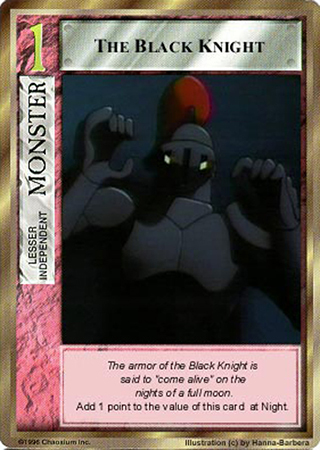 1
THE BLACK KNIGHT
MONSTER
LESSER
INDEPENDENT
The armor of the Black Knight is
said to "come alive" on the
nights of a full moon.
Add 1 point to the value of this card at Night.
©1996 Chaosium Inc.
Illustration (c) by Hanna-Barbera